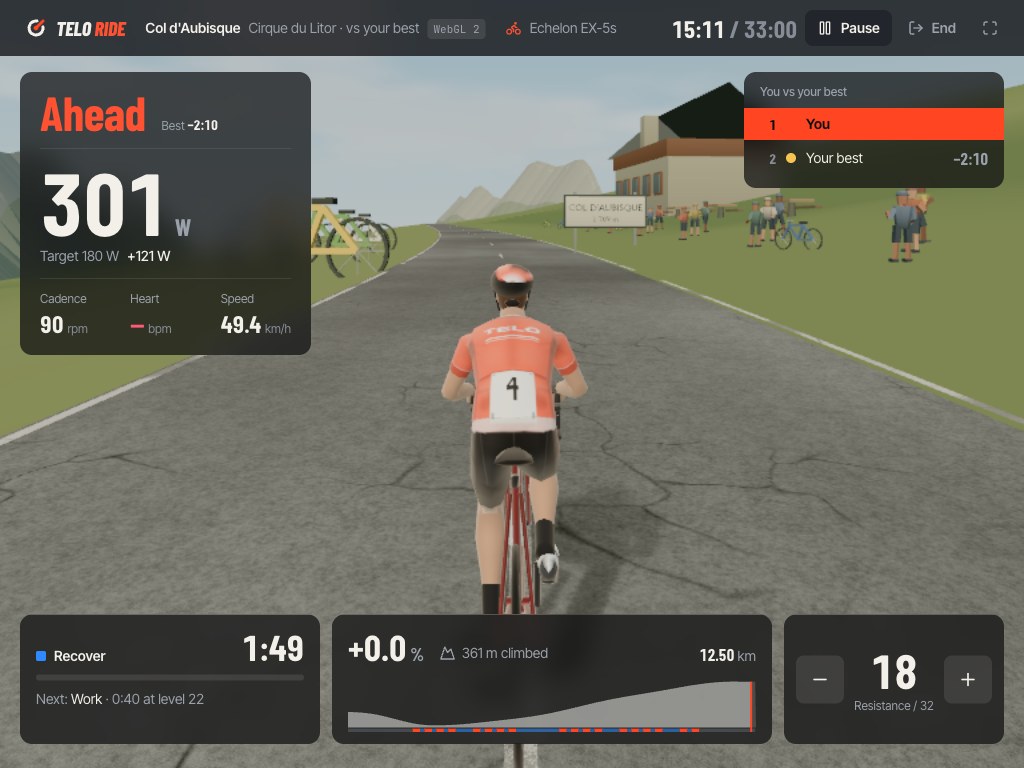 TELO RIDE Col d'Aubisque Cirque du Litor · vs your best WebGL 2 Echelon EX-5s 15:11 / 33:00 Pause End
Ahead Best −2:10
301 W
Target 180 W +121 W
Cadence Heart Speed
90 rpm — bpm 49.4 km/h
You vs your best
1 You
2 Your best −2:10
COL D'AUBISQUE
TELO
4
Recover 1:49
Next: Work · 0:40 at level 22
+0.0 % 361 m climbed 12.50 km
− 18 +
Resistance / 32